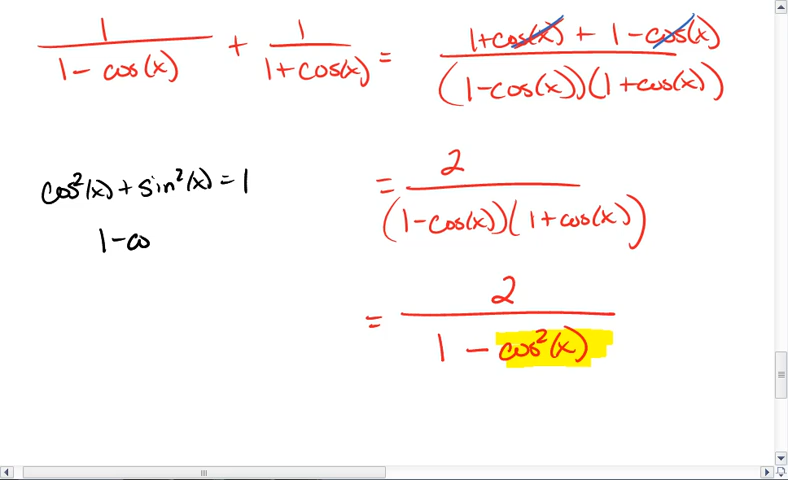 1/(1 - cos(x)) + 1/(1 + cos(x)) = (1 + cos(x) + 1 - cos(x))/((1 - cos(x))(1 + cos(x)))
= 2/((1 - cos(x))(1 + cos(x)))
cos²(x) + sin²(x) = 1
1 - co
= 2/(1 - cos²(x))